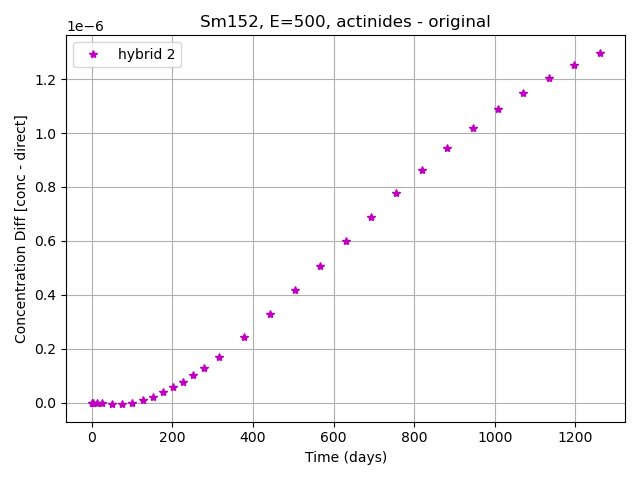 Sm152, E=500, actinides - original
1e−6
hybrid 2
1.2
1.0
0.8
0.6
0.4
0.2
0.0
Concentration Diff [conc - direct]
0 200 400 600 800 1000 1200
Time (days)